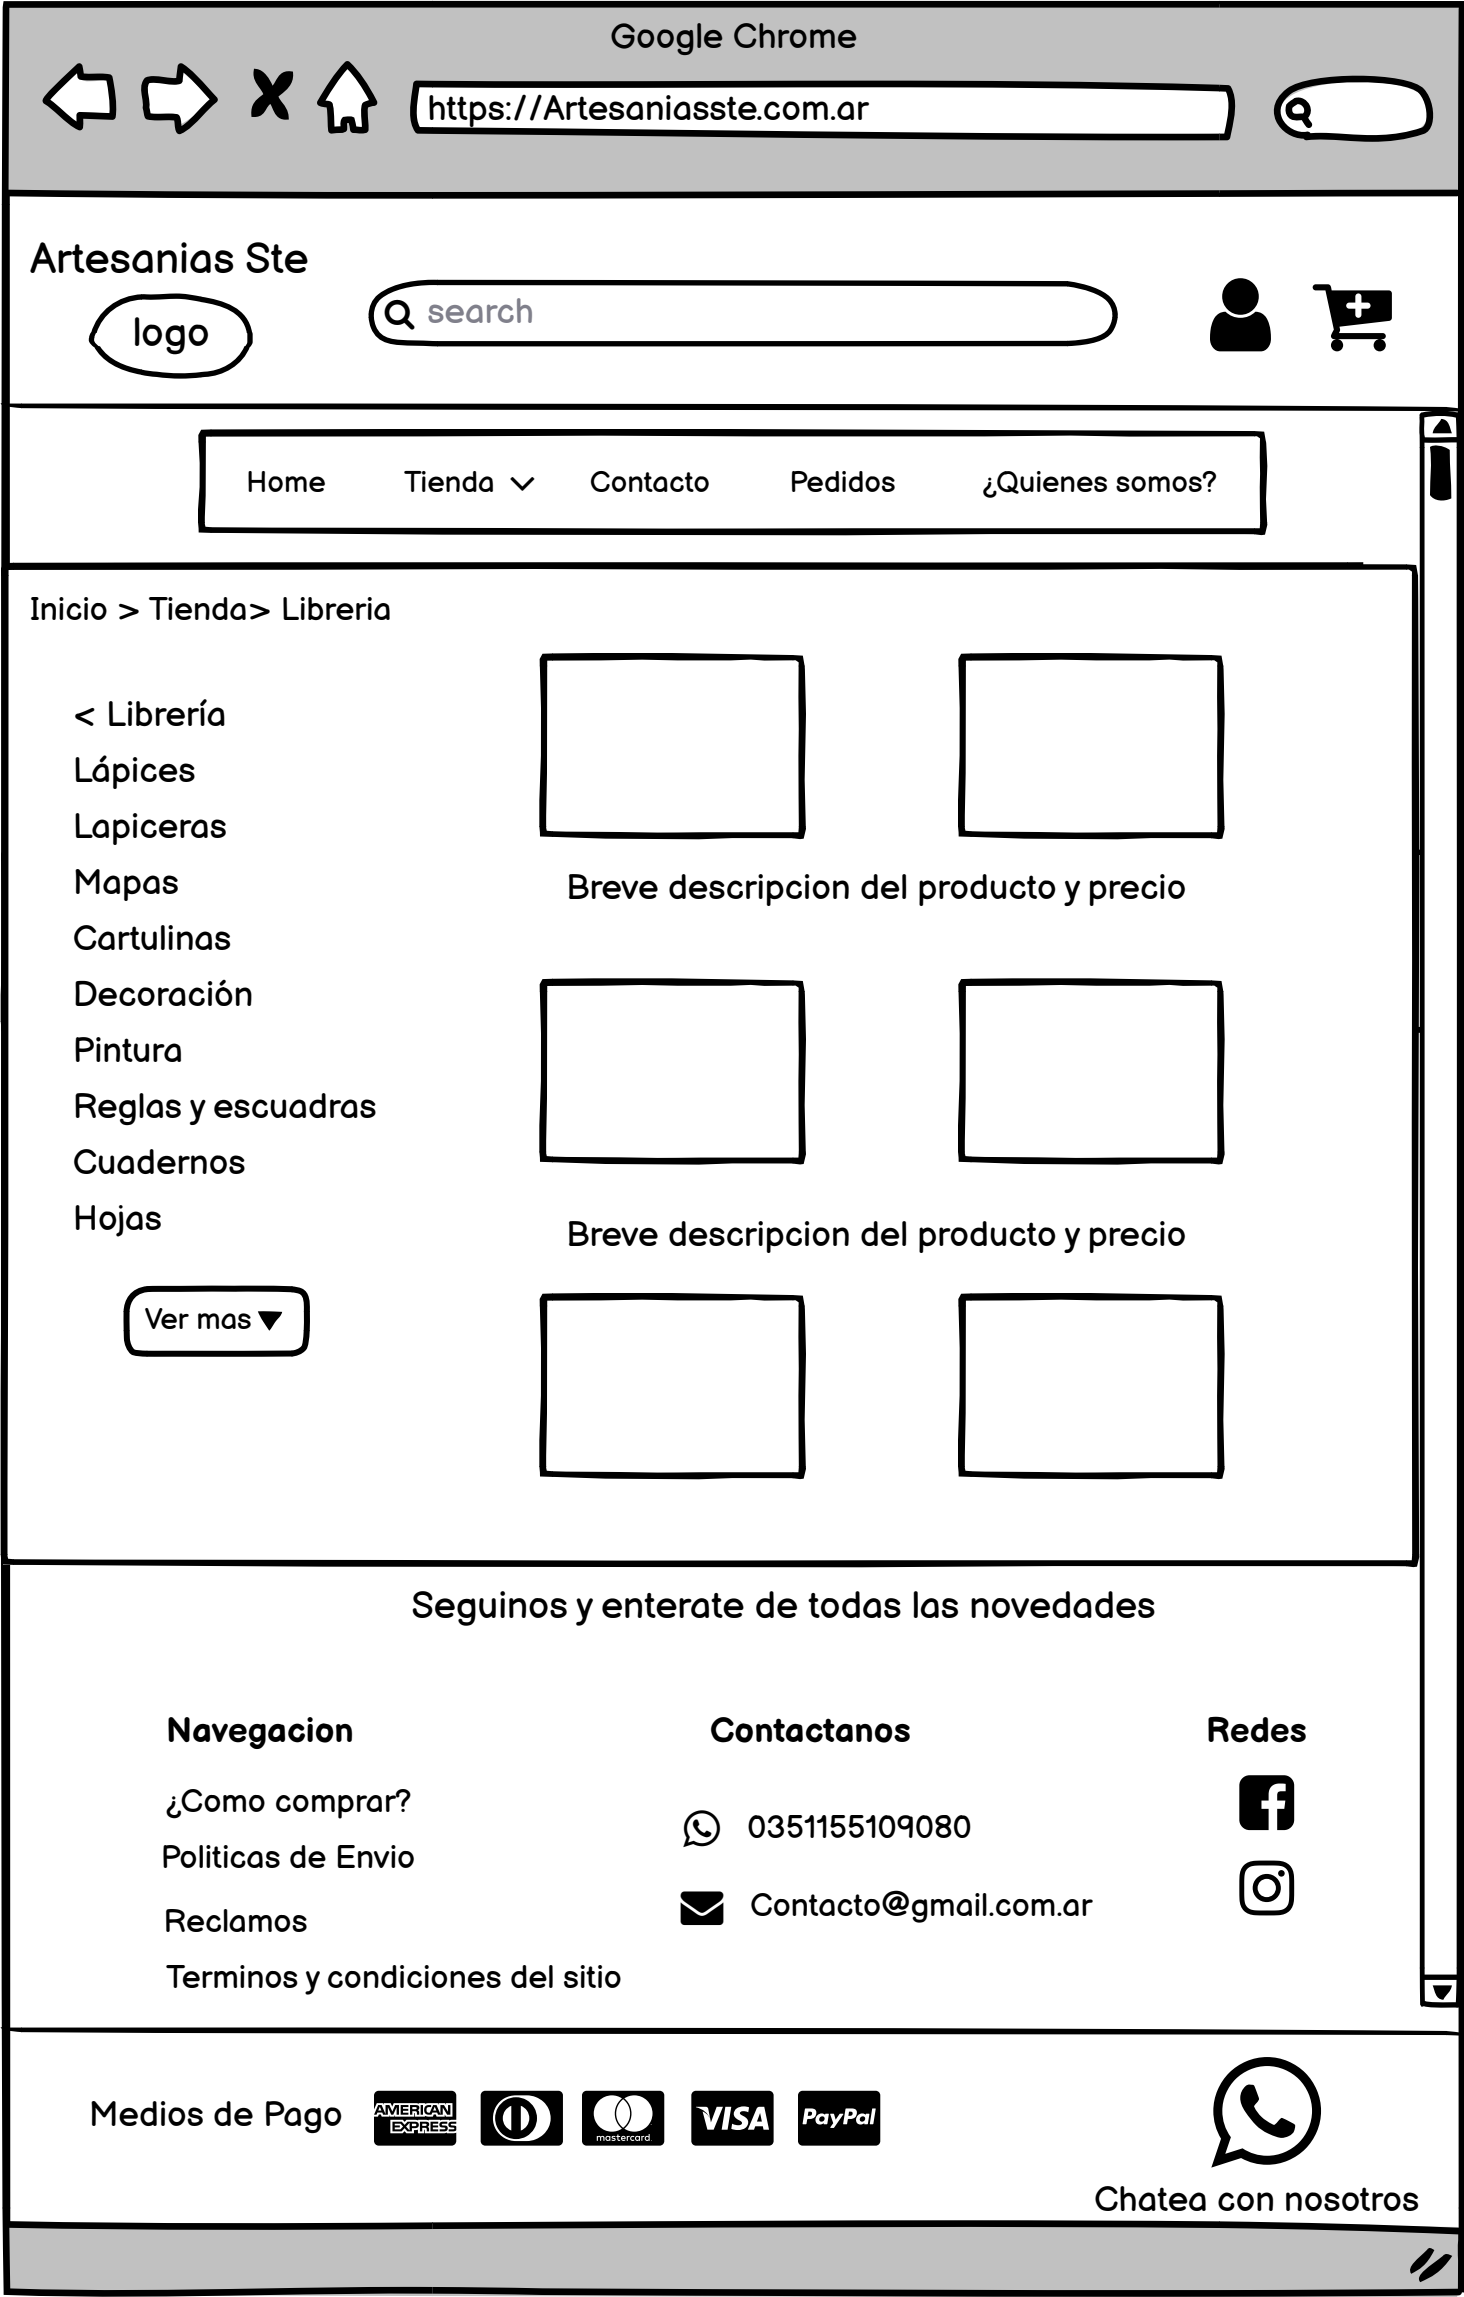 Google Chrome
https://Artesaniasste.com.ar
Artesanias Ste
logo
search
Home Tienda Contacto Pedidos ¿Quienes somos?
Inicio > Tienda> Libreria
< Librería
Lápices
Lapiceras
Mapas
Cartulinas
Decoración
Pintura
Reglas y escuadras
Cuadernos
Hojas
Ver mas
Breve descripcion del producto y precio
Breve descripcion del producto y precio
Seguinos y enterate de todas las novedades
Navegacion
¿Como comprar?
Politicas de Envio
Reclamos
Terminos y condiciones del sitio
Contactanos
0351155109080
Contacto@gmail.com.ar
Redes
Medios de Pago
AMERICAN
EXPRESS
mastercard.
VISA
PayPal
Chatea con nosotros